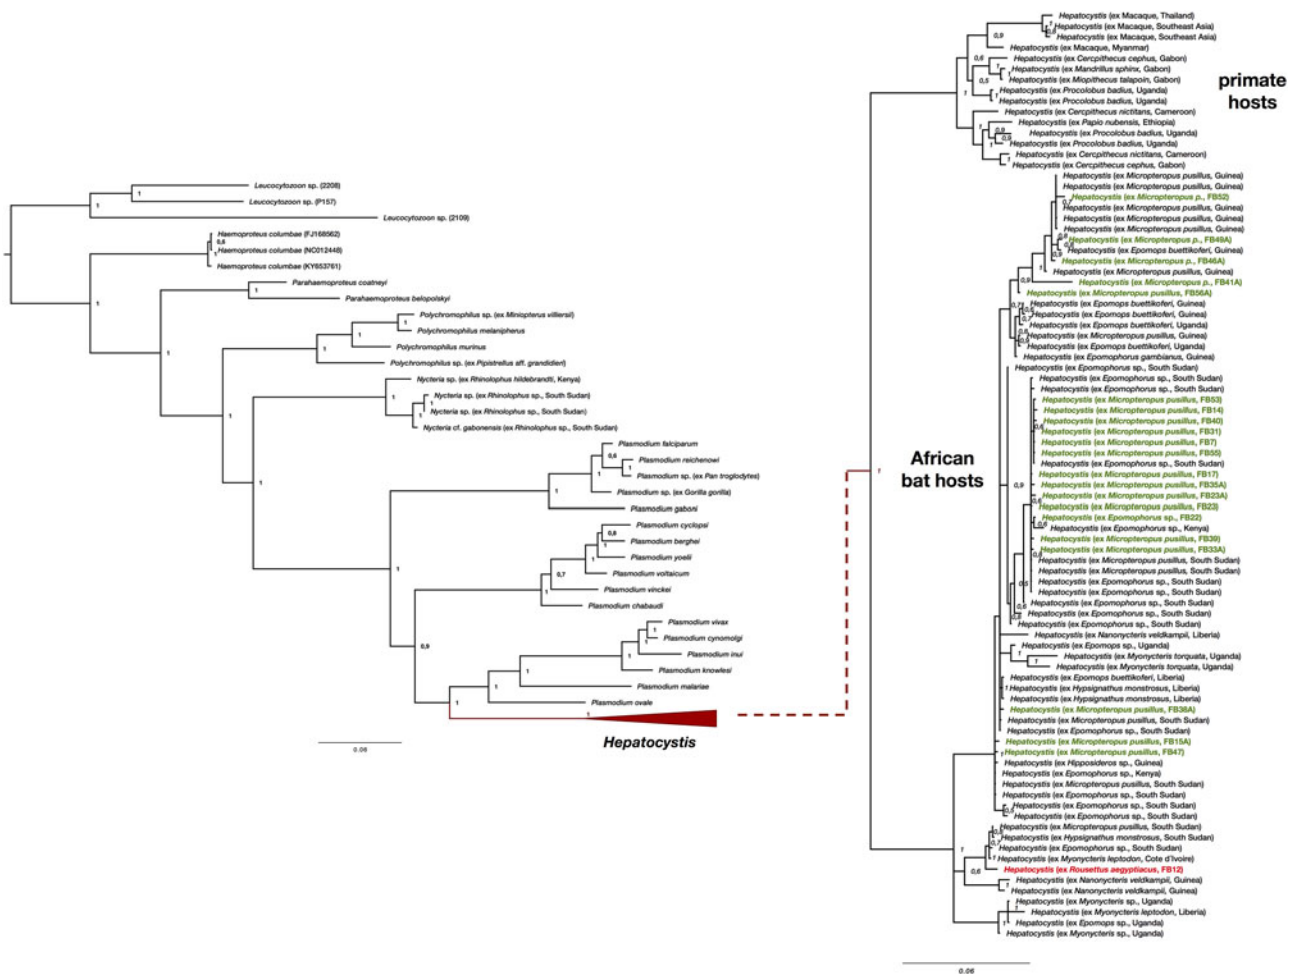 Leucocytozoon sp. (2208)
Leucocytozoon sp. (P157)
Leucocytozoon sp. (2109)
Haemoproteus columbae (FJ168562)
Haemoproteus columbae (NC012448)
Haemoproteus columbae (KY653761)
Parahaemoproteus coatneyi
Parahaemoproteus belopolskyi
Polychromophilus sp. (ex Miniopterus villiersi)
Polychromophilus melanipherus
Polychromophilus murinus
Polychromophilus sp. (ex Pipistrellus aff. grandidieri)
Nycteria sp. (ex Rhinolophus hildebrandti, Kenya)
Nycteria sp. (ex Rhinolophus sp., South Sudan)
Nycteria sp. (ex Rhinolophus sp., South Sudan)
Nycteria cf. gabonensis (ex Rhinolophus sp., South Sudan)
Plasmodium falciparum
Plasmodium reichenowi
Plasmodium sp. (ex Pan troglodytes)
Plasmodium sp. (ex Gorilla gorilla)
Plasmodium gaboni
Plasmodium cyclopsi
Plasmodium berghei
Plasmodium yoelii
Plasmodium voltaicum
Plasmodium vinckei
Plasmodium chabaudi
Plasmodium vivax
Plasmodium cynomolgi
Plasmodium inui
Plasmodium knowlesi
Plasmodium malariae
Plasmodium ovale
Hepatocystis
0.06
primate
hosts
African
bat hosts
Hepatocystis (ex Macaque, Thailand)
Hepatocystis (ex Macaque, Southeast Asia)
Hepatocystis (ex Macaque, Southeast Asia)
Hepatocystis (ex Macaque, Myanmar)
Hepatocystis (ex Cercpithecus cephus, Gabon)
Hepatocystis (ex Mandrillus sphinx, Gabon)
Hepatocystis (ex Miopithecus talapoin, Gabon)
Hepatocystis (ex Procolobus badius, Uganda)
Hepatocystis (ex Procolobus badius, Uganda)
Hepatocystis (ex Cercpithecus nictitans, Cameroon)
Hepatocystis (ex Papio nubensis, Ethiopia)
Hepatocystis (ex Procolobus badius, Uganda)
Hepatocystis (ex Procolobus badius, Uganda)
Hepatocystis (ex Cercpithecus nictitans, Cameroon)
Hepatocystis (ex Cercpithecus cephus, Gabon)
Hepatocystis (ex Micropteropus pusillus, Guinea)
Hepatocystis (ex Micropteropus pusillus, Guinea)
Hepatocystis (ex Micropteropus p., FB52)
Hepatocystis (ex Micropteropus pusillus, Guinea)
Hepatocystis (ex Micropteropus pusillus, Guinea)
Hepatocystis (ex Micropteropus pusillus, Guinea)
Hepatocystis (ex Micropteropus p., FB49A)
Hepatocystis (ex Epomops buettikoferi, Guinea)
Hepatocystis (ex Micropteropus p., FB46A)
Hepatocystis (ex Micropteropus pusillus, Guinea)
Hepatocystis (ex Micropteropus p., FB41A)
Hepatocystis (ex Micropteropus pusillus, FB56A)
Hepatocystis (ex Epomops buettikoferi, Guinea)
Hepatocystis (ex Epomops buettikoferi, Guinea)
Hepatocystis (ex Epomops buettikoferi, Uganda)
Hepatocystis (ex Micropteropus pusillus, Guinea)
Hepatocystis (ex Epomops buettikoferi, Uganda)
Hepatocystis (ex Epomophorus gambianus, Guinea)
Hepatocystis (ex Epomophorus sp., South Sudan)
Hepatocystis (ex Epomophorus sp., South Sudan)
Hepatocystis (ex Epomophorus sp., South Sudan)
Hepatocystis (ex Micropteropus pusillus, FB53)
Hepatocystis (ex Micropteropus pusillus, FB14)
Hepatocystis (ex Micropteropus pusillus, FB40)
Hepatocystis (ex Micropteropus pusillus, FB31)
Hepatocystis (ex Micropteropus pusillus, FB7)
Hepatocystis (ex Micropteropus pusillus, FB55)
Hepatocystis (ex Epomophorus sp., South Sudan)
Hepatocystis (ex Micropteropus pusillus, FB17)
Hepatocystis (ex Micropteropus pusillus, FB35A)
Hepatocystis (ex Micropteropus pusillus, FB23A)
Hepatocystis (ex Micropteropus pusillus, FB23)
Hepatocystis (ex Epomophorus sp., FB22)
Hepatocystis (ex Epomophorus sp., Kenya)
Hepatocystis (ex Micropteropus pusillus, FB39)
Hepatocystis (ex Micropteropus pusillus, FB33A)
Hepatocystis (ex Micropteropus pusillus, South Sudan)
Hepatocystis (ex Micropteropus pusillus, South Sudan)
Hepatocystis (ex Epomophorus sp., South Sudan)
Hepatocystis (ex Epomophorus sp., South Sudan)
Hepatocystis (ex Epomophorus sp., South Sudan)
Hepatocystis (ex Epomophorus sp., South Sudan)
Hepatocystis (ex Epomophorus sp., South Sudan)
Hepatocystis (ex Nanonycteris veldkampii, Liberia)
Hepatocystis (ex Epomops sp., Uganda)
Hepatocystis (ex Myonycteris torquata, Uganda)
Hepatocystis (ex Myonycteris torquata, Uganda)
Hepatocystis (ex Epomops buettikoferi, Liberia)
Hepatocystis (ex Hypsignathus monstrosus, Liberia)
Hepatocystis (ex Hypsignathus monstrosus, Liberia)
Hepatocystis (ex Micropteropus pusillus, FB38A)
Hepatocystis (ex Micropteropus pusillus, South Sudan)
Hepatocystis (ex Epomophorus sp., South Sudan)
Hepatocystis (ex Micropteropus pusillus, FB15A)
Hepatocystis (ex Micropteropus pusillus, FB47)
Hepatocystis (ex Hipposideros sp., Guinea)
Hepatocystis (ex Epomophorus sp., Kenya)
Hepatocystis (ex Micropteropus pusillus, South Sudan)
Hepatocystis (ex Epomophorus sp., South Sudan)
Hepatocystis (ex Epomophorus sp., South Sudan)
Hepatocystis (ex Epomophorus sp., South Sudan)
Hepatocystis (ex Micropteropus pusillus, South Sudan)
Hepatocystis (ex Hypsignathus monstrosus, South Sudan)
Hepatocystis (ex Epomophorus sp., South Sudan)
Hepatocystis (ex Myonycteris leptodon, Cote d'Ivoire)
Hepatocystis (ex Rousettus aegyptiacus, FB12)
Hepatocystis (ex Nanonycteris veldkampii, Guinea)
Hepatocystis (ex Nanonycteris veldkampii, Guinea)
Hepatocystis (ex Myonycteris sp., Uganda)
Hepatocystis (ex Myonycteris leptodon, Liberia)
Hepatocystis (ex Epomops sp., Uganda)
Hepatocystis (ex Myonycteris sp., Uganda)
0.06